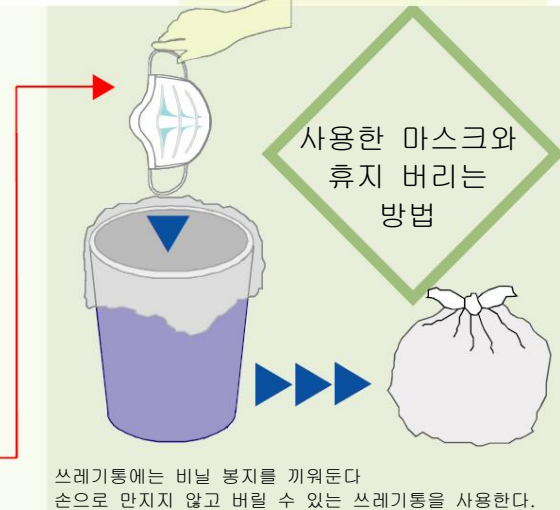 사용한 마스크와
휴지 버리는
방법
쓰레기통에는 비닐 봉지를 끼워둔다
손으로 만지지 않고 버릴 수 있는 쓰레기통을 사용한다.